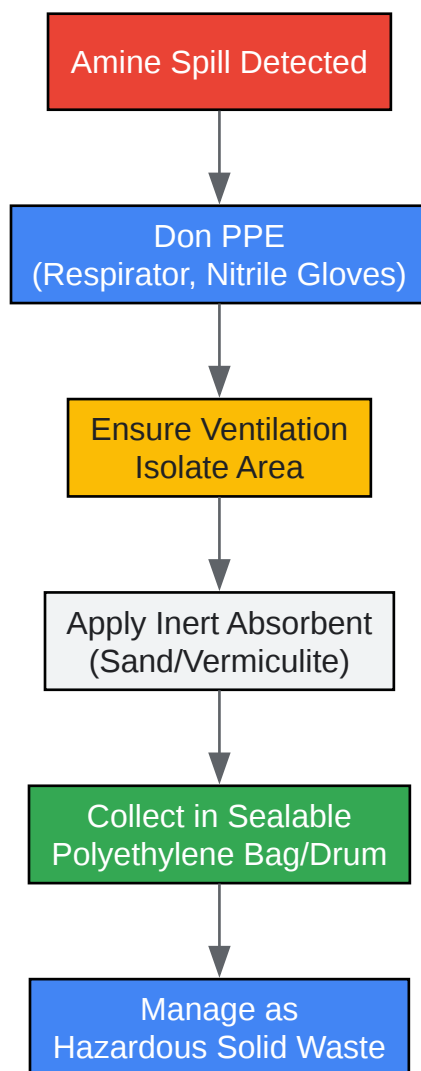 Amine Spill Detected
Don PPE
(Respirator, Nitrile Gloves)
Ensure Ventilation
Isolate Area
Apply Inert Absorbent
(Sand/Vermiculite)
Collect in Sealable
Polyethylene Bag/Drum
Manage as
Hazardous Solid Waste